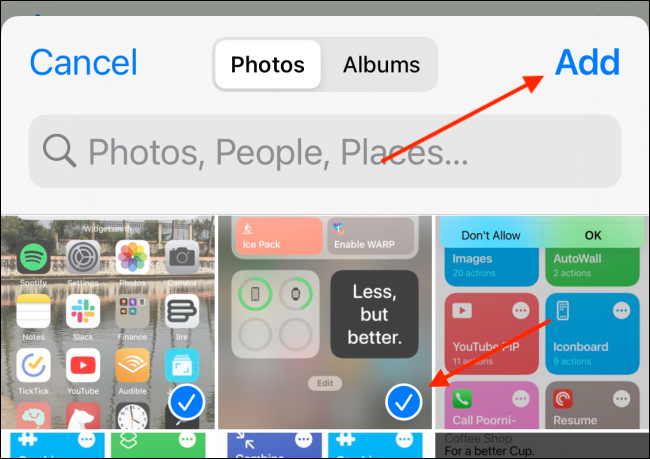 Cancel
Photos
Albums
Add
Photos, People, Places...
Widgetsmith
Spotify
Settings
Photos
Camera
Notes
Slack
Finance
lire
TickTick
YouTube
Audible
Ice Pack
Enable WARP
Less,
but
better.
Edit
Don't Allow
OK
Images
20 actions
AutoWall
2 actions
YouTube PIP
11 actions
Iconboard
9 actions
Call Poorni-
Resume
Coffee Shop
For a better Cup.
Combine